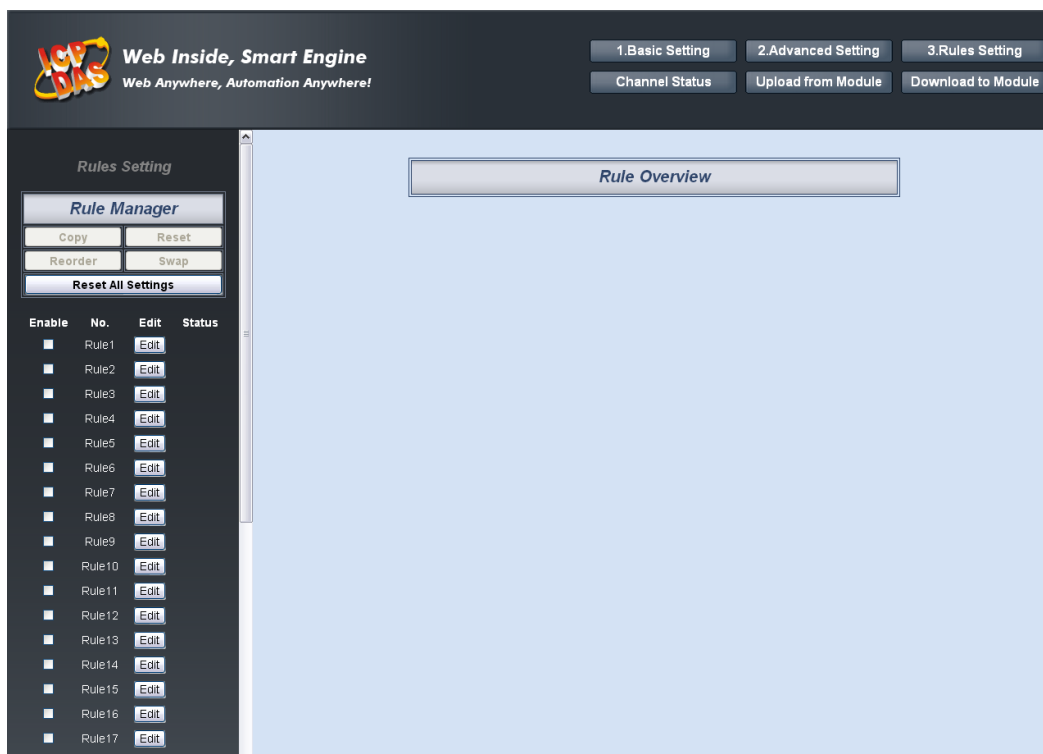 ICP DAS
Web Inside, Smart Engine
Web Anywhere, Automation Anywhere!
1.Basic Setting 2.Advanced Setting 3.Rules Setting
Channel Status Upload from Module Download to Module
Rules Setting
Rule Manager
Copy Reset
Reorder Swap
Reset All Settings
Enable No. Edit Status
Rule1 Edit
Rule2 Edit
Rule3 Edit
Rule4 Edit
Rule5 Edit
Rule6 Edit
Rule7 Edit
Rule8 Edit
Rule9 Edit
Rule10 Edit
Rule11 Edit
Rule12 Edit
Rule13 Edit
Rule14 Edit
Rule15 Edit
Rule16 Edit
Rule17 Edit
Rule Overview